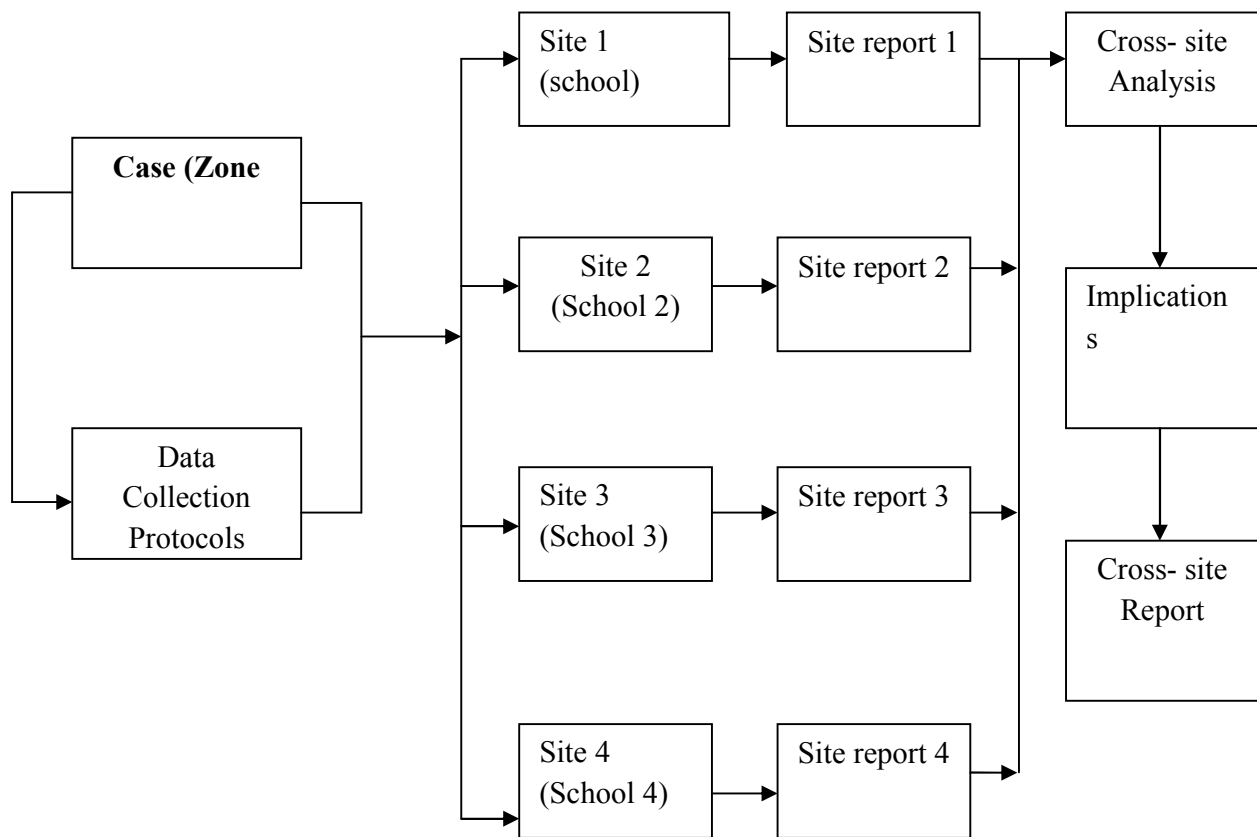 Case (Zone
Data
Collection
Protocols
Site 1
(school)
Site report 1
Site 2
(School 2)
Site report 2
Site 3
(School 3)
Site report 3
Site 4
(School 4)
Site report 4
Cross- site
Analysis
Implication
s
Cross- site
Report